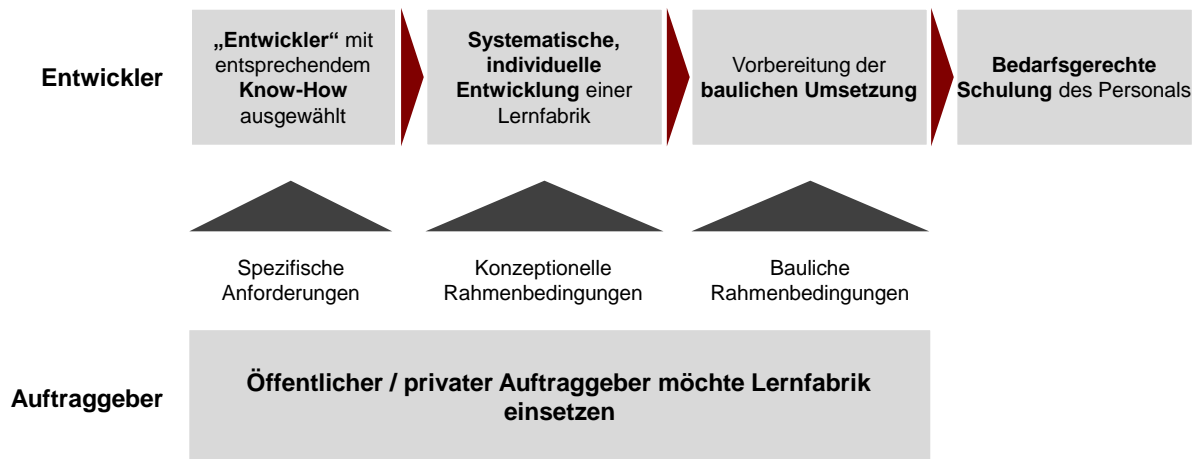 Entwickler
„Entwickler“ mit
entsprechendem
Know-How
ausgewählt
Systematische,
individuelle
Entwicklung einer
Lernfabrik
Vorbereitung der
baulichen Umsetzung
Bedarfsgerechte
Schulung des Personals
Spezifische
Anforderungen
Konzeptionelle
Rahmenbedingungen
Bauliche
Rahmenbedingungen
Auftraggeber
Öffentlicher / privater Auftraggeber möchte Lernfabrik
einsetzen